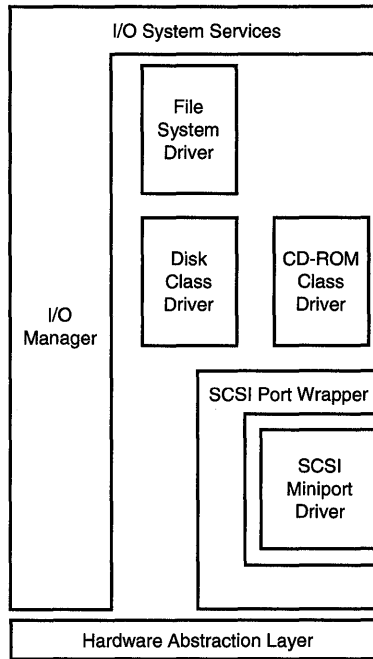 I/O System Services
File
System
Driver
Disk
Class
Driver
CD-ROM
Class
Driver
I/O
Manager
SCSI Port Wrapper
SCSI
Miniport
Driver
Hardware Abstraction Layer